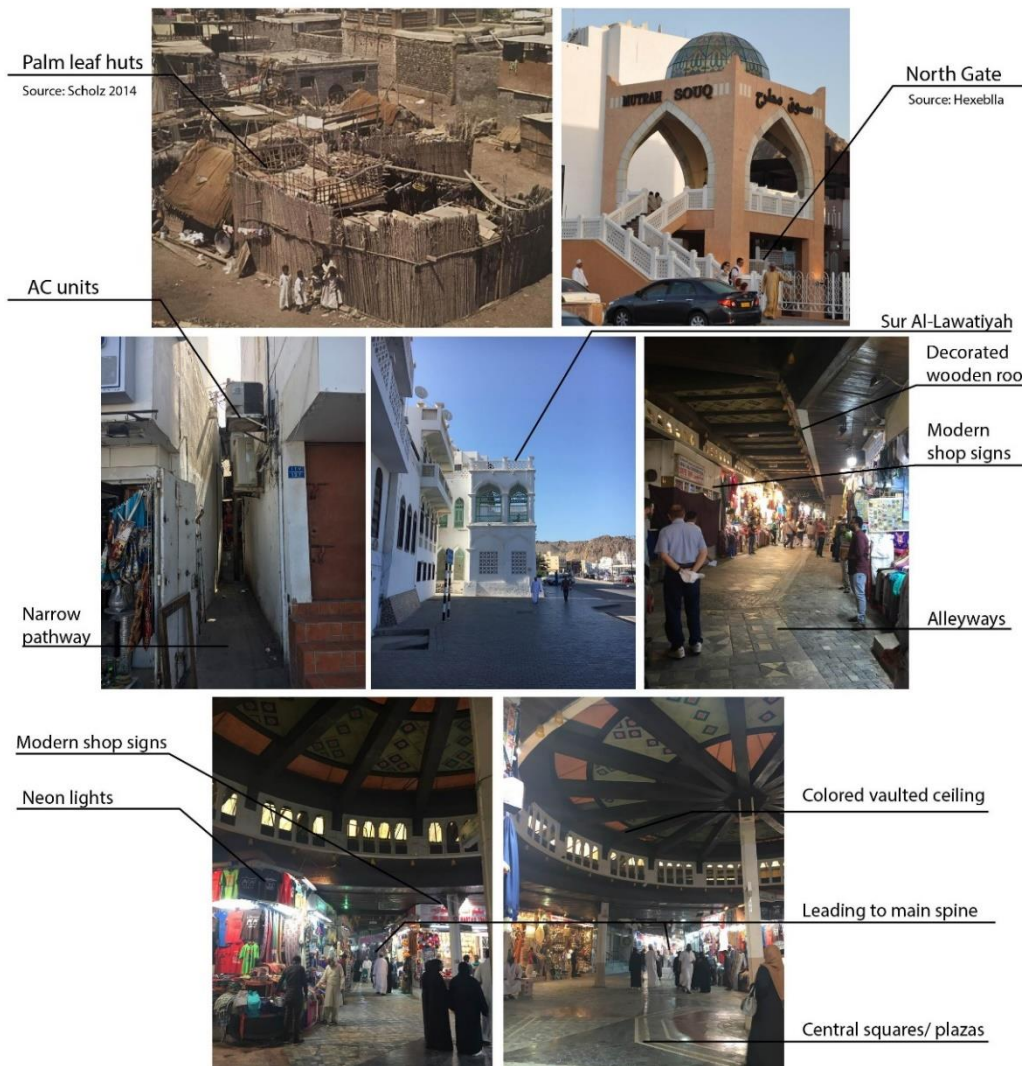 Palm leaf huts
Source: Scholz 2014
North Gate
Source: Hexeblla
MUTRAH SOUQ
سوق مطرح
AC units
Sur Al-Lawatiyah
Decorated
wooden roo
Modern
shop signs
Narrow
pathway
Alleyways
Modern shop signs
Neon lights
Colored vaulted ceiling
Leading to main spine
Central squares/ plazas